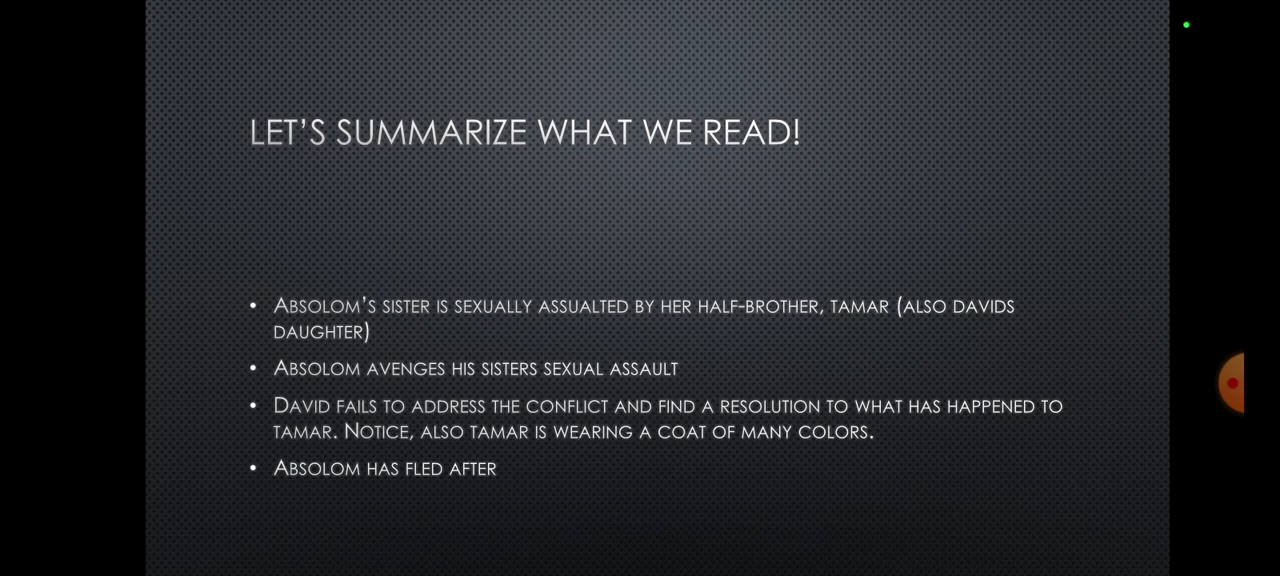 LET'S SUMMARIZE WHAT WE READ!
• ABSOLOM'S SISTER IS SEXUALLY ASSUALTED BY HER HALF-BROTHER, TAMAR (ALSO DAVIDS
DAUGHTER)
• ABSOLOM AVENGES HIS SISTERS SEXUAL ASSAULT
• DAVID FAILS TO ADDRESS THE CONFLICT AND FIND A RESOLUTION TO WHAT HAS HAPPENED TO
TAMAR. NOTICE, ALSO TAMAR IS WEARING A COAT OF MANY COLORS.
• ABSOLOM HAS FLED AFTER